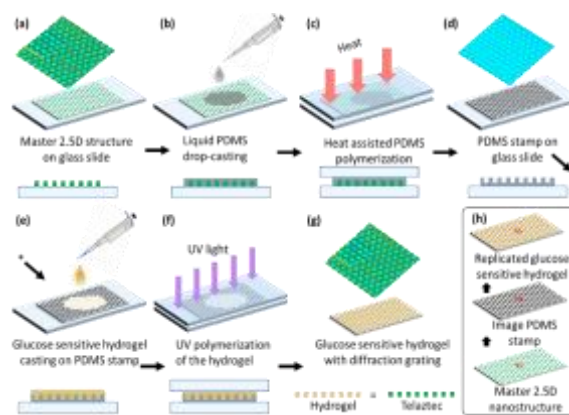 (a)
(b)
(c)
(d)
Heat
Master 2.5D structure
on glass slide
Liquid PDMS
drop-casting
Heat assisted PDMS
polymerization
PDMS stamp on
glass slide
(e)
(f)
(g)
(h)
UV light
Glucose sensitive hydrogel
casting on PDMS stamp
UV polymerization
of the hydrogel
Glucose sensitive hydrogel
with diffraction grating
Replicated glucose
sensitive hydrogel
Image PDMS
stamp
Master 2.5D
nanostructure
Hydrogel
Telaztec